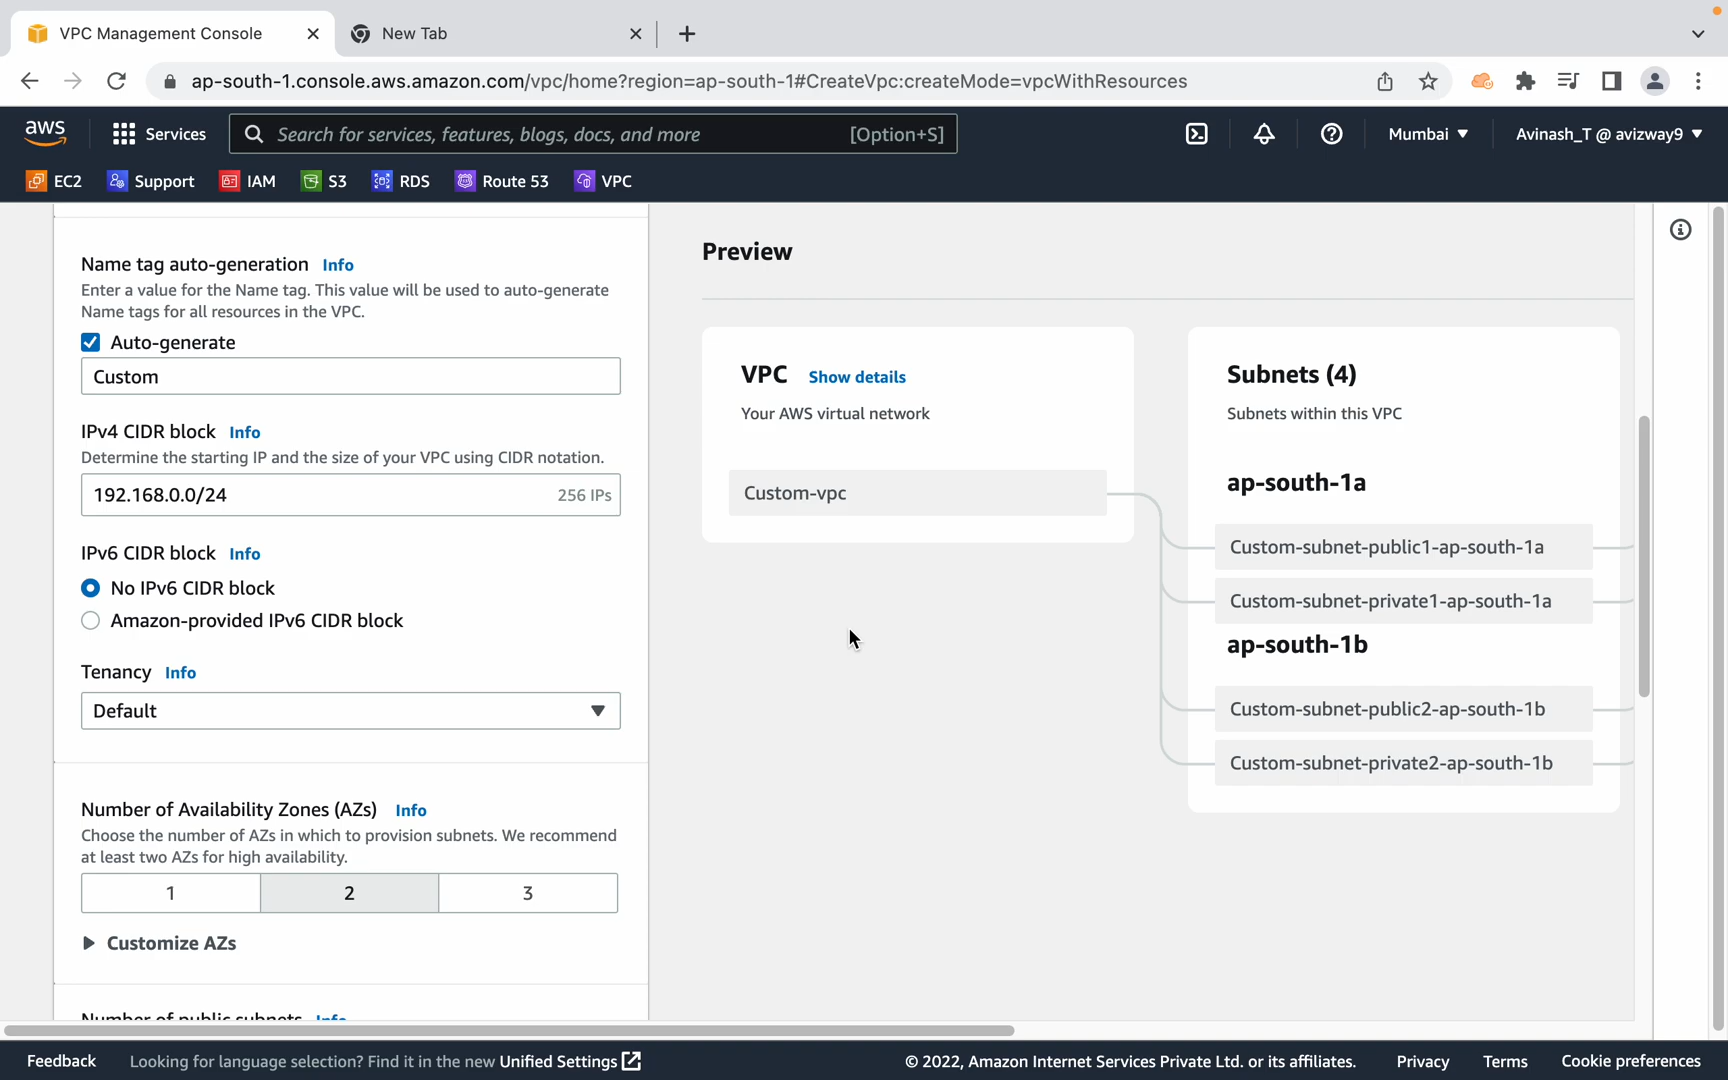 VPC Management Console
New Tab
ap-south-1.console.aws.amazon.com/vpc/home?region=ap-south-1#CreateVpc:createMode=vpcWithResources
aws
Services
Search for services, features, blogs, docs, and more
[Option+S]
Mumbai
Avinash_T @ avizway9
EC2
Support
IAM
S3
RDS
Route 53
VPC
Name tag auto-generation Info
Enter a value for the Name tag. This value will be used to auto-generate
Name tags for all resources in the VPC.
Auto-generate
Custom
IPv4 CIDR block Info
Determine the starting IP and the size of your VPC using CIDR notation.
192.168.0.0/24
256 IPs
IPv6 CIDR block Info
No IPv6 CIDR block
Amazon-provided IPv6 CIDR block
Tenancy Info
Default
Number of Availability Zones (AZs) Info
Choose the number of AZs in which to provision subnets. We recommend
at least two AZs for high availability.
1
2
3
Customize AZs
Number of public subnets Info
Preview
VPC Show details
Your AWS virtual network
Custom-vpc
Subnets (4)
Subnets within this VPC
ap-south-1a
Custom-subnet-public1-ap-south-1a
Custom-subnet-private1-ap-south-1a
ap-south-1b
Custom-subnet-public2-ap-south-1b
Custom-subnet-private2-ap-south-1b
Feedback
Looking for language selection? Find it in the new Unified Settings
© 2022, Amazon Internet Services Private Ltd. or its affiliates.
Privacy
Terms
Cookie preferences